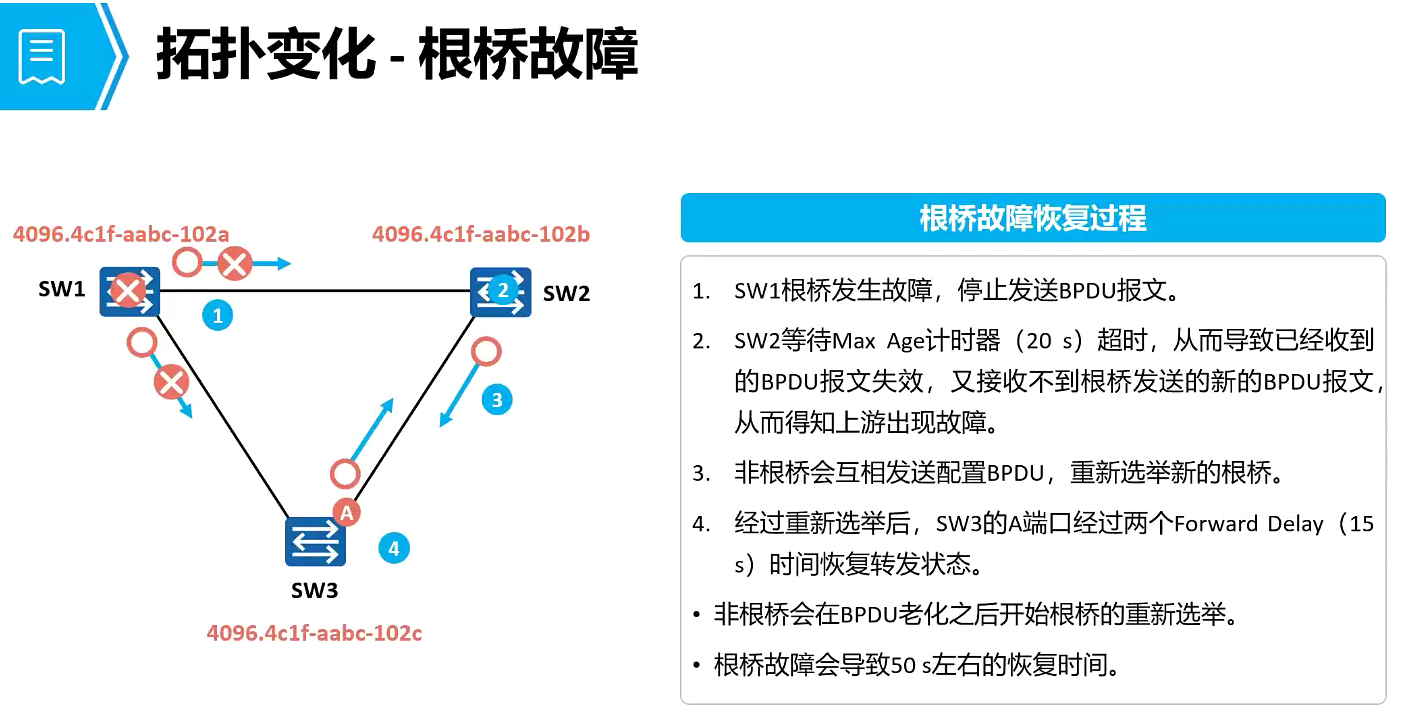 拓扑变化 - 根桥故障
4096.4c1f-aabc-102a
4096.4c1f-aabc-102b
SW1
2
SW2
1
3
A
4
SW3
4096.4c1f-aabc-102c
根桥故障恢复过程
1. SW1根桥发生故障，停止发送BPDU报文。
2. SW2等待Max Age计时器（20 s）超时，从而导致已经收到
的BPDU报文失效，又接收不到根桥发送的新的BPDU报文，
从而得知上游出现故障。
3. 非根桥会互相发送配置BPDU，重新选举新的根桥。
4. 经过重新选举后，SW3的A端口经过两个Forward Delay（15
s）时间恢复转发状态。
• 非根桥会在BPDU老化之后开始根桥的重新选举。
• 根桥故障会导致50 s左右的恢复时间。